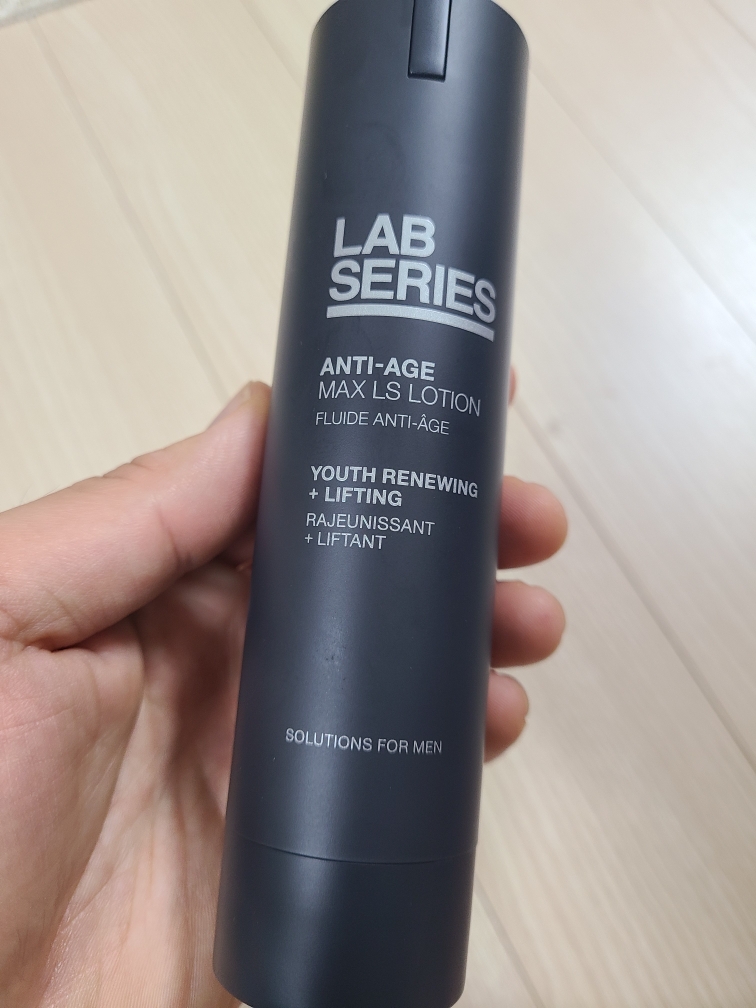 LAB
SERIES
ANTI-AGE
MAX LS LOTION
FLUIDE ANTI-ÂGE
YOUTH RENEWING
+ LIFTING
RAJEUNISSANT
+ LIFTANT
SOLUTIONS FOR MEN